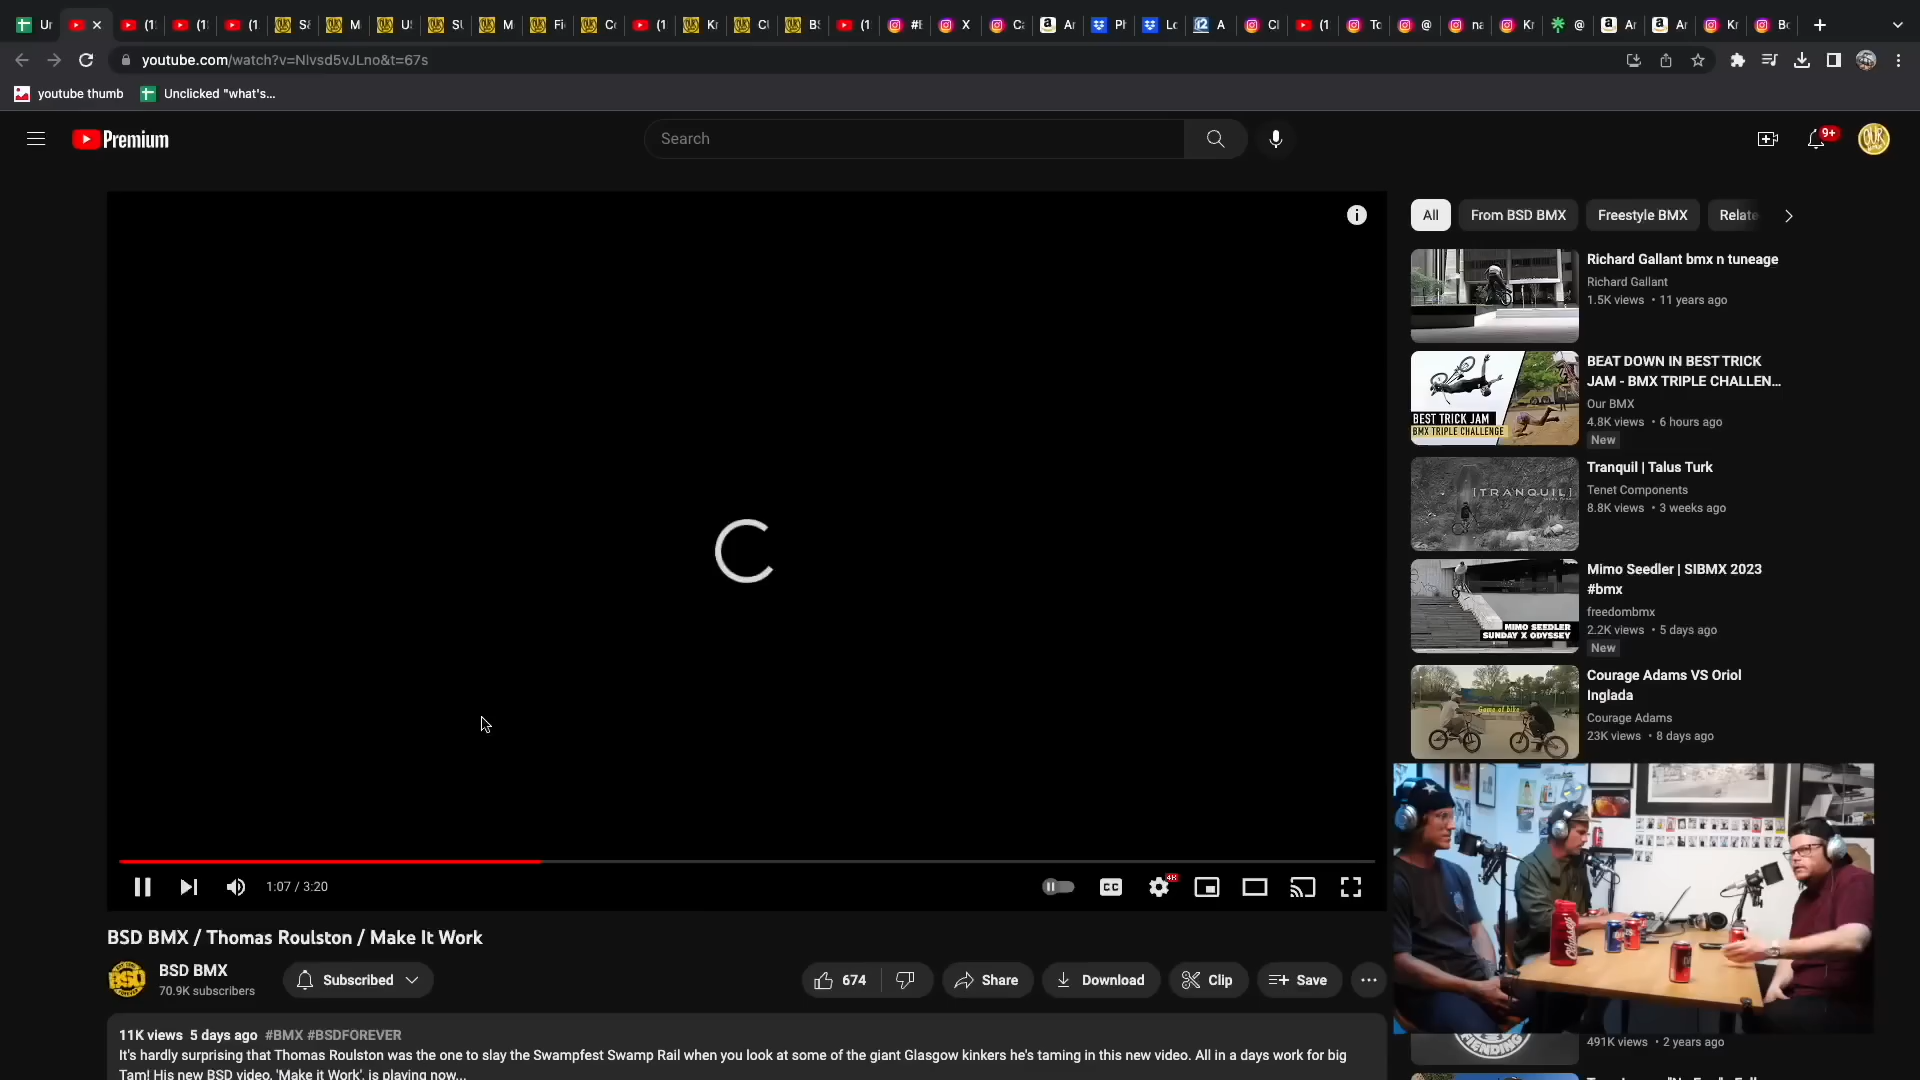 youtube.com/watch?v=NIvsd5vJLno&t=67s
youtube thumb
Unclicked "what's...
Premium
Search
9+
All
From BSD BMX
Freestyle BMX
Relate
Richard Gallant bmx n tuneage
Richard Gallant
1.5K views • 11 years ago
BEST TRICK JAM
BMX TRIPLE CHALLENGE
BEAT DOWN IN BEST TRICK
JAM - BMX TRIPLE CHALLEN...
Our BMX
4.8K views • 6 hours ago
New
[TRANQUIL]
Tranquil | Talus Turk
Tenet Components
8.8K views • 3 weeks ago
MIMO SEEDLER
SUNDAY X ODYSSEY
Mimo Seedler | SIBMX 2023
#bmx
freedombmx
2.2K views • 5 days ago
New
Game of bike
Courage Adams VS Oriol
Inglada
Courage Adams
23K views • 8 days ago
1:07 / 3:20
CC
4K
BSD BMX / Thomas Roulston / Make It Work
BSD BMX
70.9K subscribers
Subscribed
674
Share
Download
Clip
Save
11K views 5 days ago #BMX #BSDFOREVER
It's hardly surprising that Thomas Roulston was the one to slay the Swampfest Swamp Rail when you look at some of the giant Glasgow kinkers he's taming in this new video. All in a days work for big
Tam! His new BSD video, 'Make it Work', is playing now...
FIENDING
491K views • 2 years ago